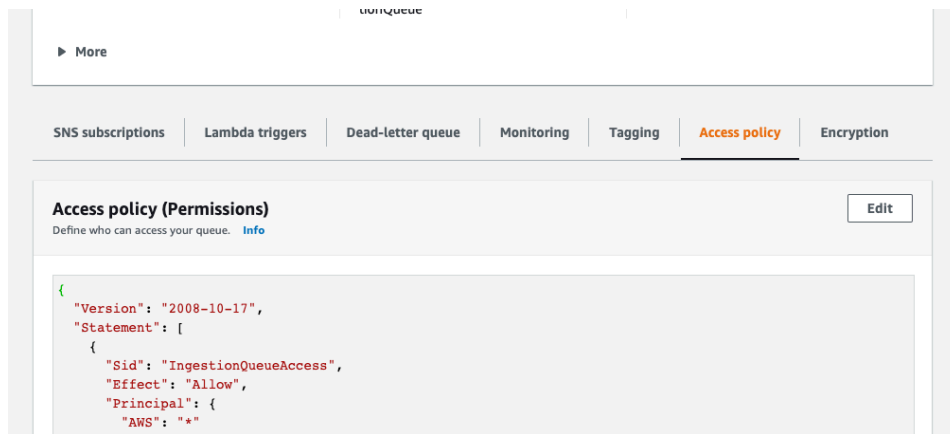 tionQueue
More
SNS subscriptions
Lambda triggers
Dead-letter queue
Monitoring
Tagging
Access policy
Encryption
Access policy (Permissions)
Edit
Define who can access your queue. Info
{
  "Version": "2008-10-17",
  "Statement": [
    {
      "Sid": "IngestionQueueAccess",
      "Effect": "Allow",
      "Principal": {
        "AWS": "*"